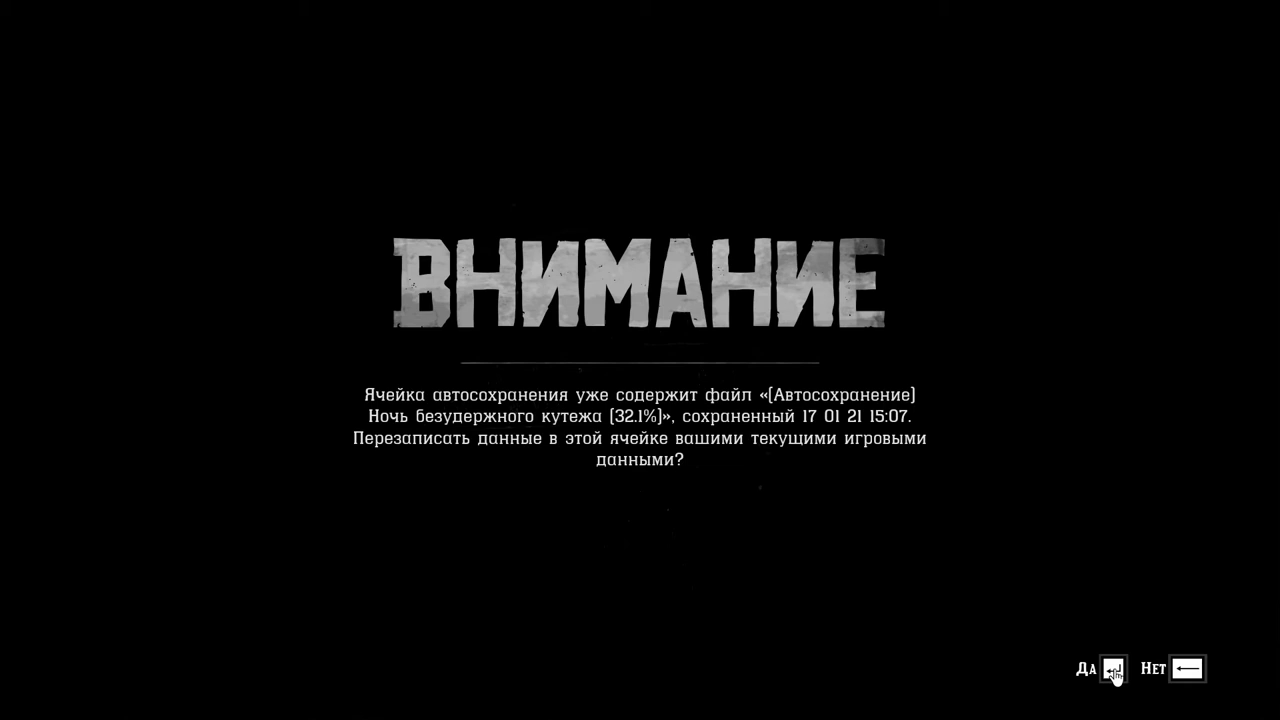 ВНИМАНИЕ
Ячейка автосохранения уже содержит файл «(Автосохранение)
Ночь безудержного кутежа (32.1%)», сохраненный 17 01 21 15:07.
Перезаписать данные в этой ячейке вашими текущими игровыми
данными?
Да Нет